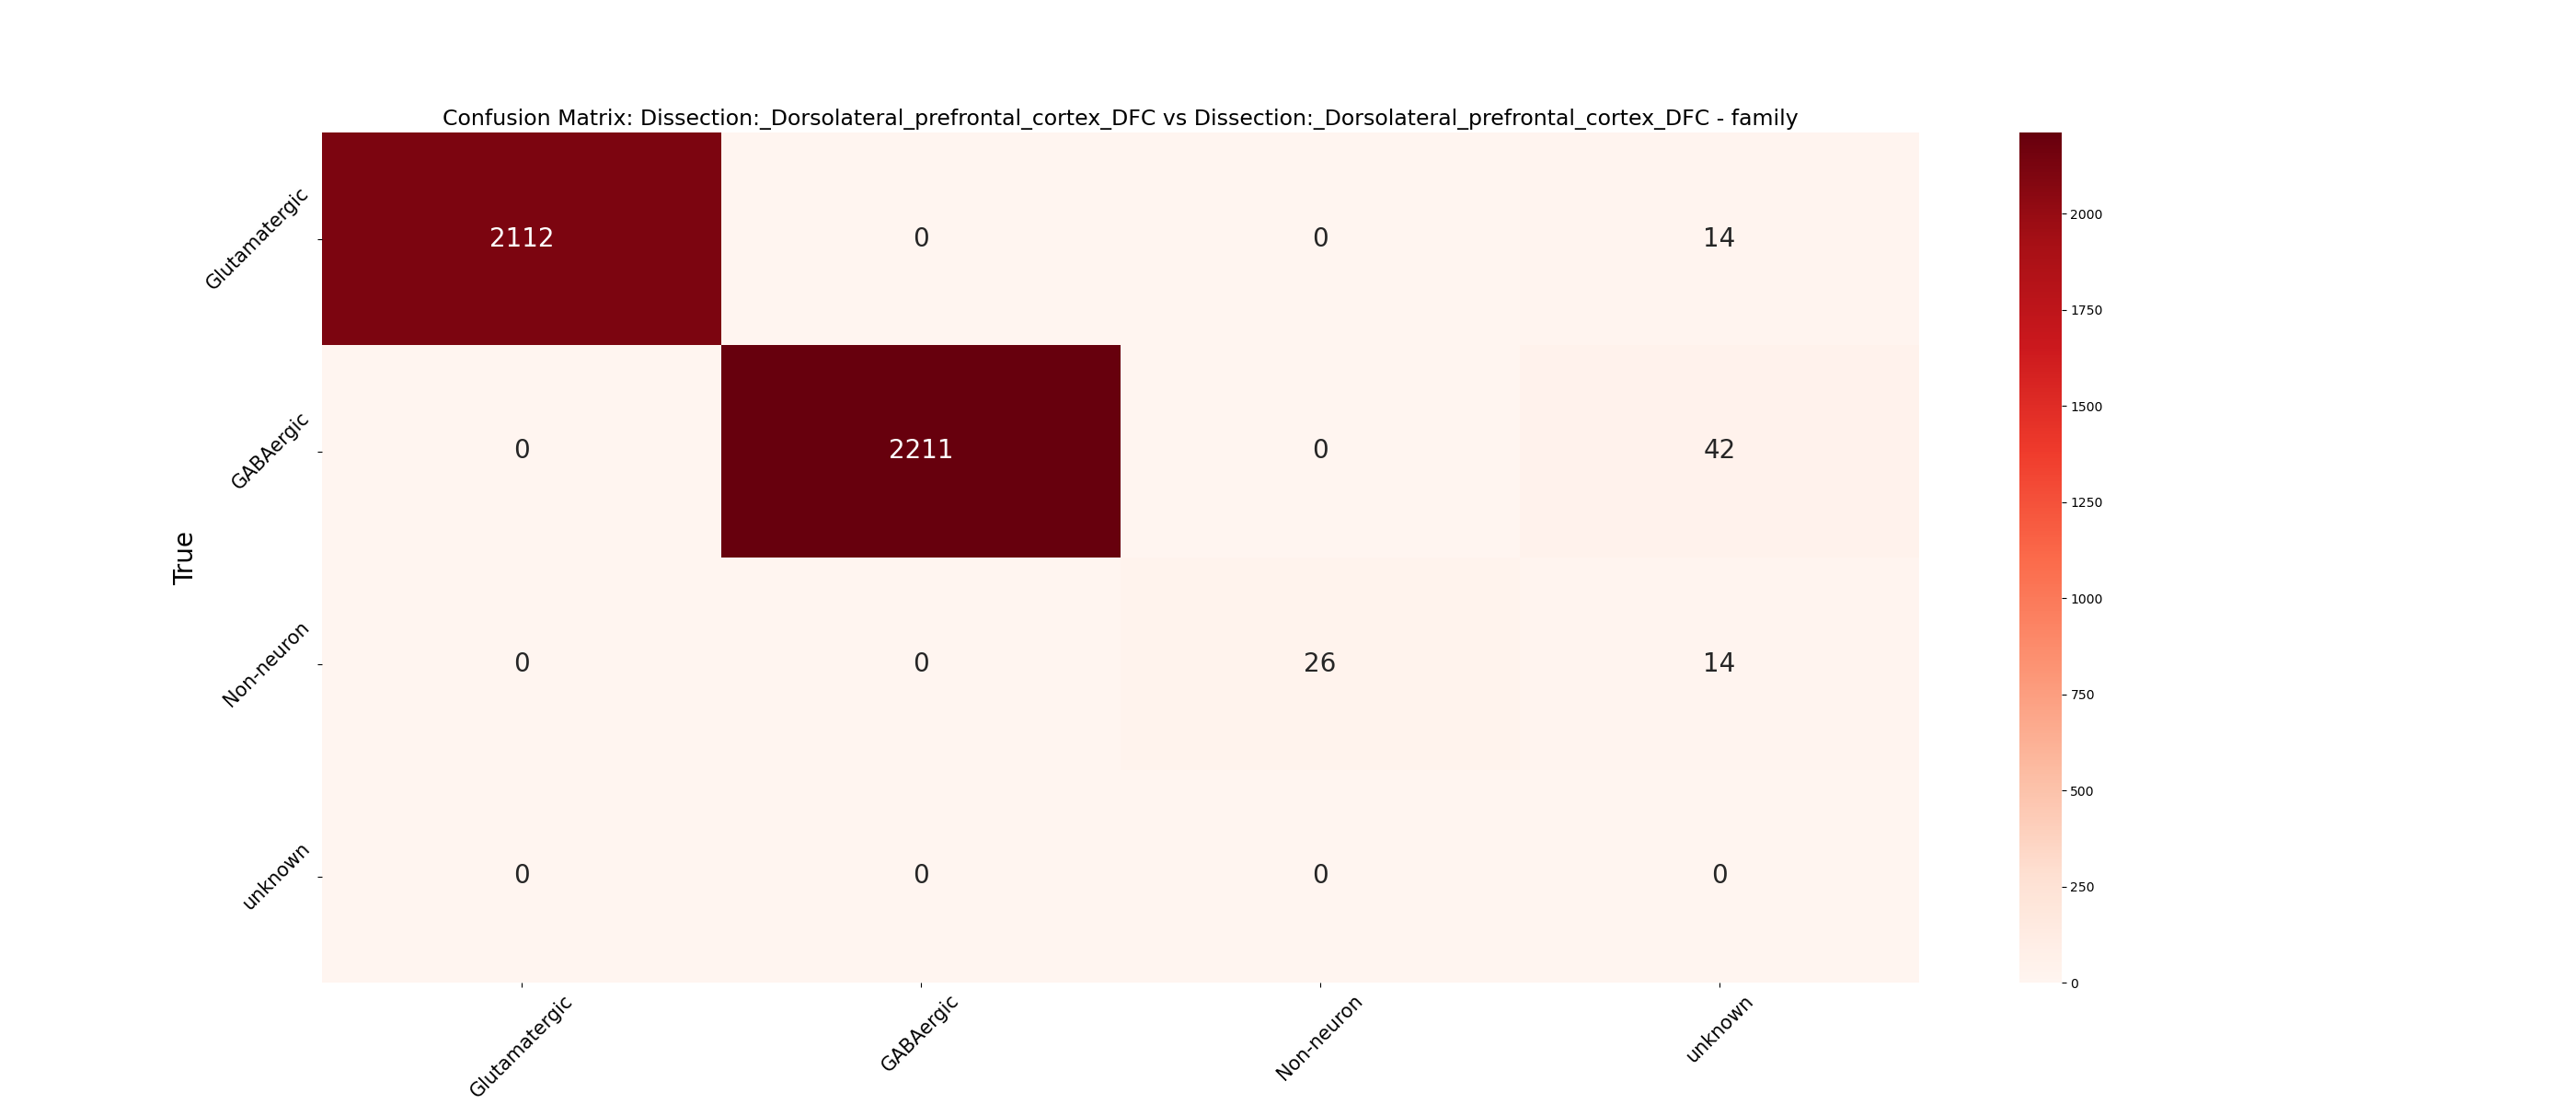 Confusion Matrix: Dissection:_Dorsolateral_prefrontal_cortex_DFC vs Dissection:_Dorsolateral_prefrontal_cortex_DFC - family
True
Glutamatergic
2112
0
0
14
GABAergic
0
2211
0
42
Non-neuron
0
0
26
14
unknown
0
0
0
0
Glutamatergic
GABAergic
Non-neuron
unknown
2000
1750
1500
1250
1000
750
500
250
0